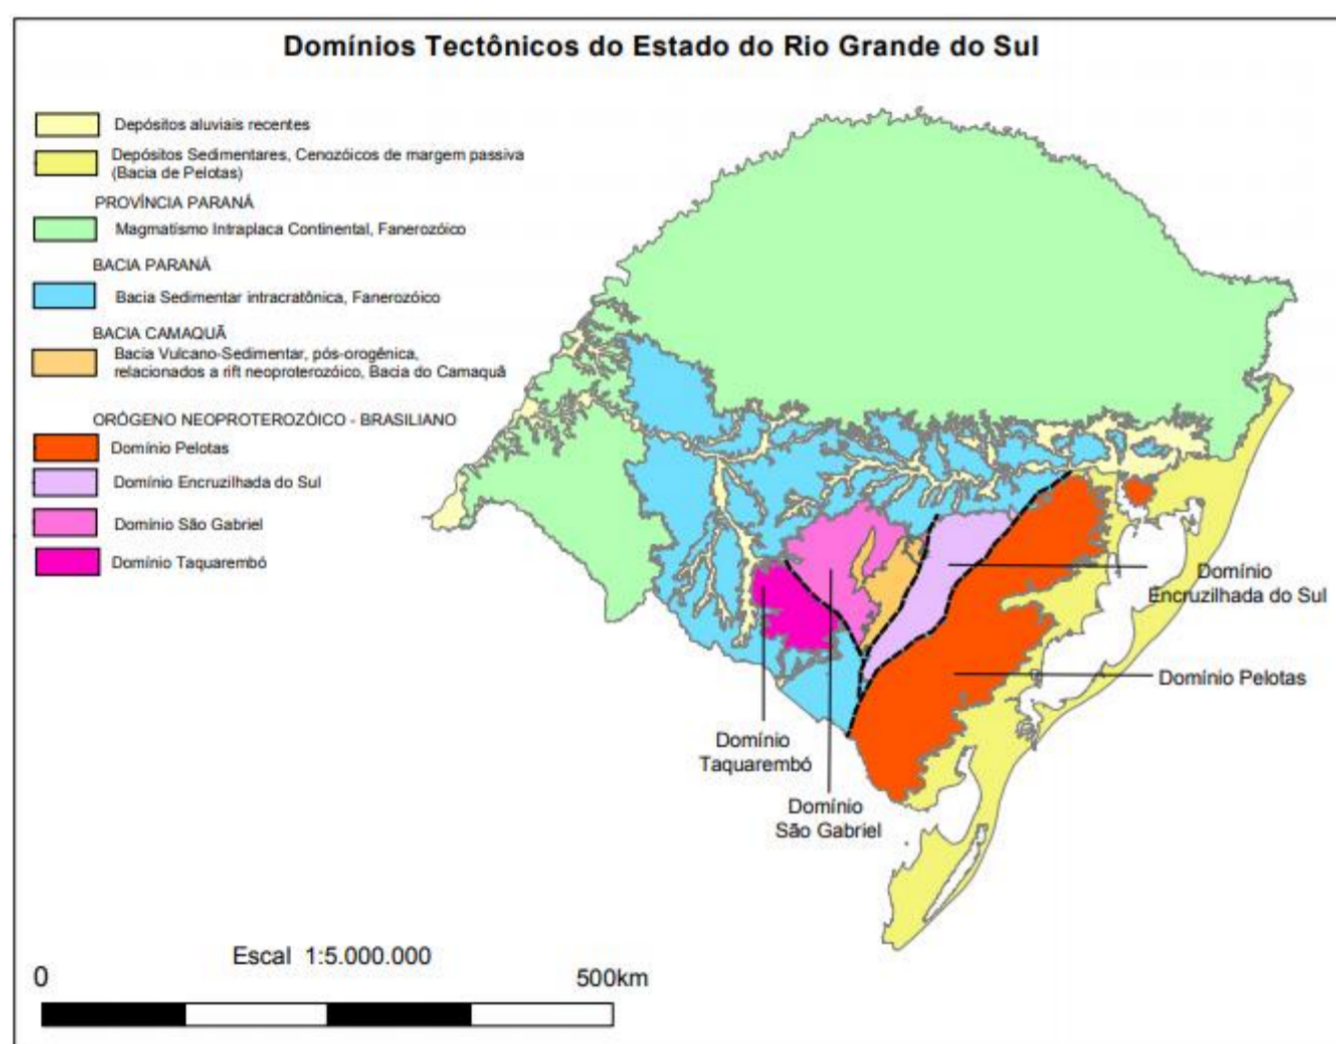 Domínios Tectônicos do Estado do Rio Grande do Sul
Depósitos aluviais recentes
Depósitos Sedimentares, Cenozóicos de margem passiva
(Bacia de Pelotas)
PROVÍNCIA PARANÁ
Magmatísmo Intraplaca Continental, Fanerozóico
BACIA PARANÁ
Bacia Sedimentar intracratônica, Fanerozóico
BACIA CAMAQUÃ
Bacia Vulcano-Sedimentar, pós-orogênica,
relacionados a rift neoproterozóico, Bacia do Camaquã
ORÓGENO NEOPROTEROZÓICO - BRASILIANO
Domínio Pelotas
Domínio Encruzilhada do Sul
Domínio São Gabriel
Domínio Taquarembó
Domínio
Encruzilhada do Sul
Domínio Pelotas
Domínio
Taquarembó
Domínio
São Gabriel
Escal 1:5.000.000
0 500km